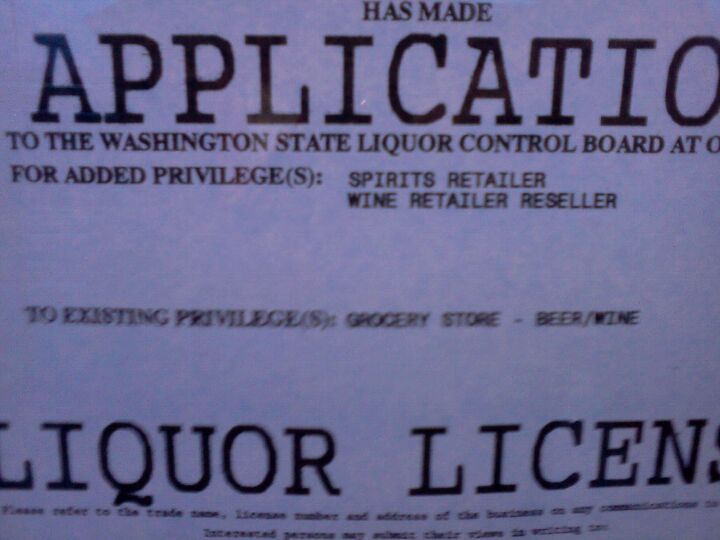 HAS MADE
APPLICATIO
TO THE WASHINGTON STATE LIQUOR CONTROL BOARD AT O
FOR ADDED PRIVILEGE(S): SPIRITS RETAILER
WINE RETAILER RESELLER
TO EXISTING PRIVILEGE(S): GROCERY STORE - BEER/WINE
LIQUOR LICENS
Please refer to the trade name, license number and address of the business on any communications
Interested persons may submit their views in writing to: